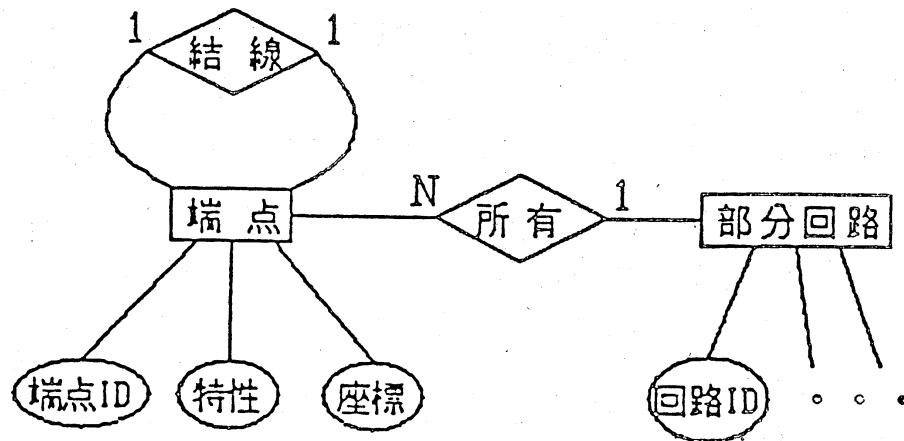 1 結線 1
端点 N 所有 1 部分回路
端点ID 特性 座標 回路ID 。。。